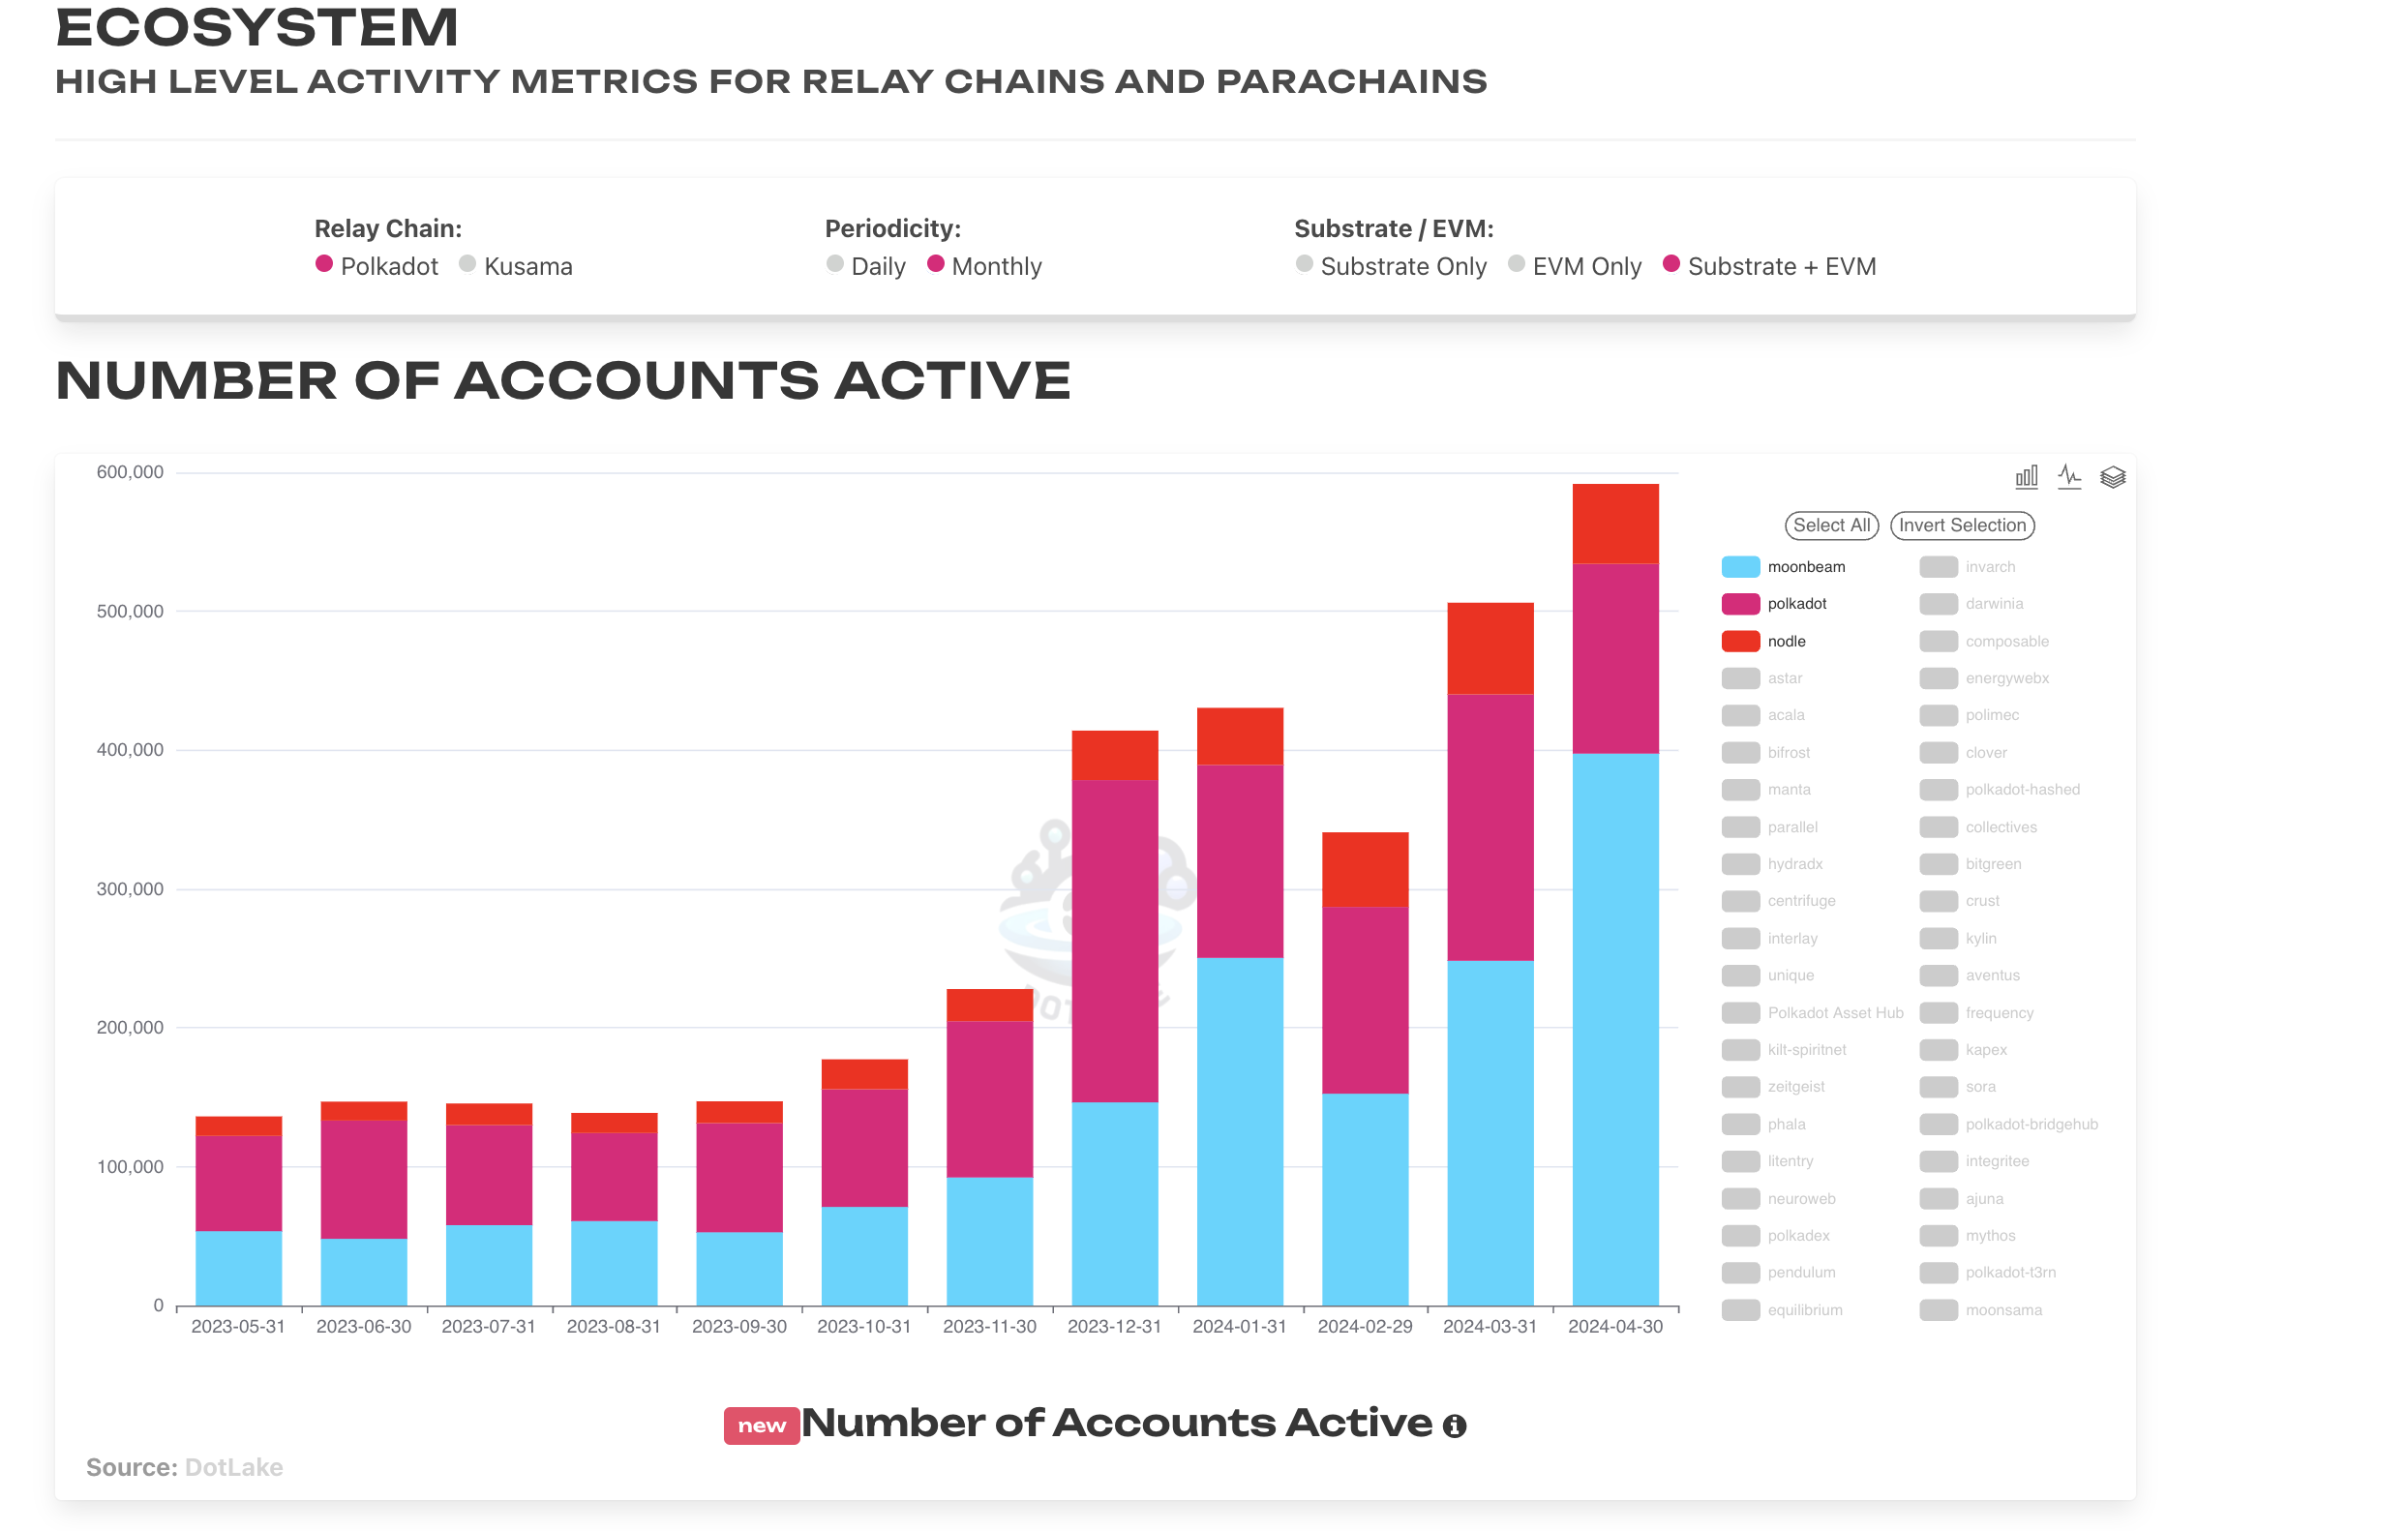 ECOSYSTEM
HIGH LEVEL ACTIVITY METRICS FOR RELAY CHAINS AND PARACHAINS
Relay Chain: Periodicity: Substrate / EVM:
Polkadot Kusama Daily Monthly Substrate Only EVM Only Substrate + EVM
NUMBER OF ACCOUNTS ACTIVE
600,000
500,000
400,000
300,000
200,000
100,000
0
2023-05-31 2023-06-30 2023-07-31 2023-08-31 2023-09-30 2023-10-31 2023-11-30 2023-12-31 2024-01-31 2024-02-29 2024-03-31 2024-04-30
Select All Invert Selection
moonbeam invarch
polkadot darwinia
nodle composable
astar energywebx
acala polimec
bifrost clover
manta polkadot-hashed
parallel collectives
hydradx bitgreen
centrifuge crust
interlay kylin
unique aventus
Polkadot Asset Hub frequency
kilt-spiritnet kapex
zeitgeist sora
phala polkadot-bridgehub
litentry integritee
neuroweb ajuna
polkadex mythos
pendulum polkadot-t3rn
equilibrium moonsama
new Number of Accounts Active
Source: DotLake